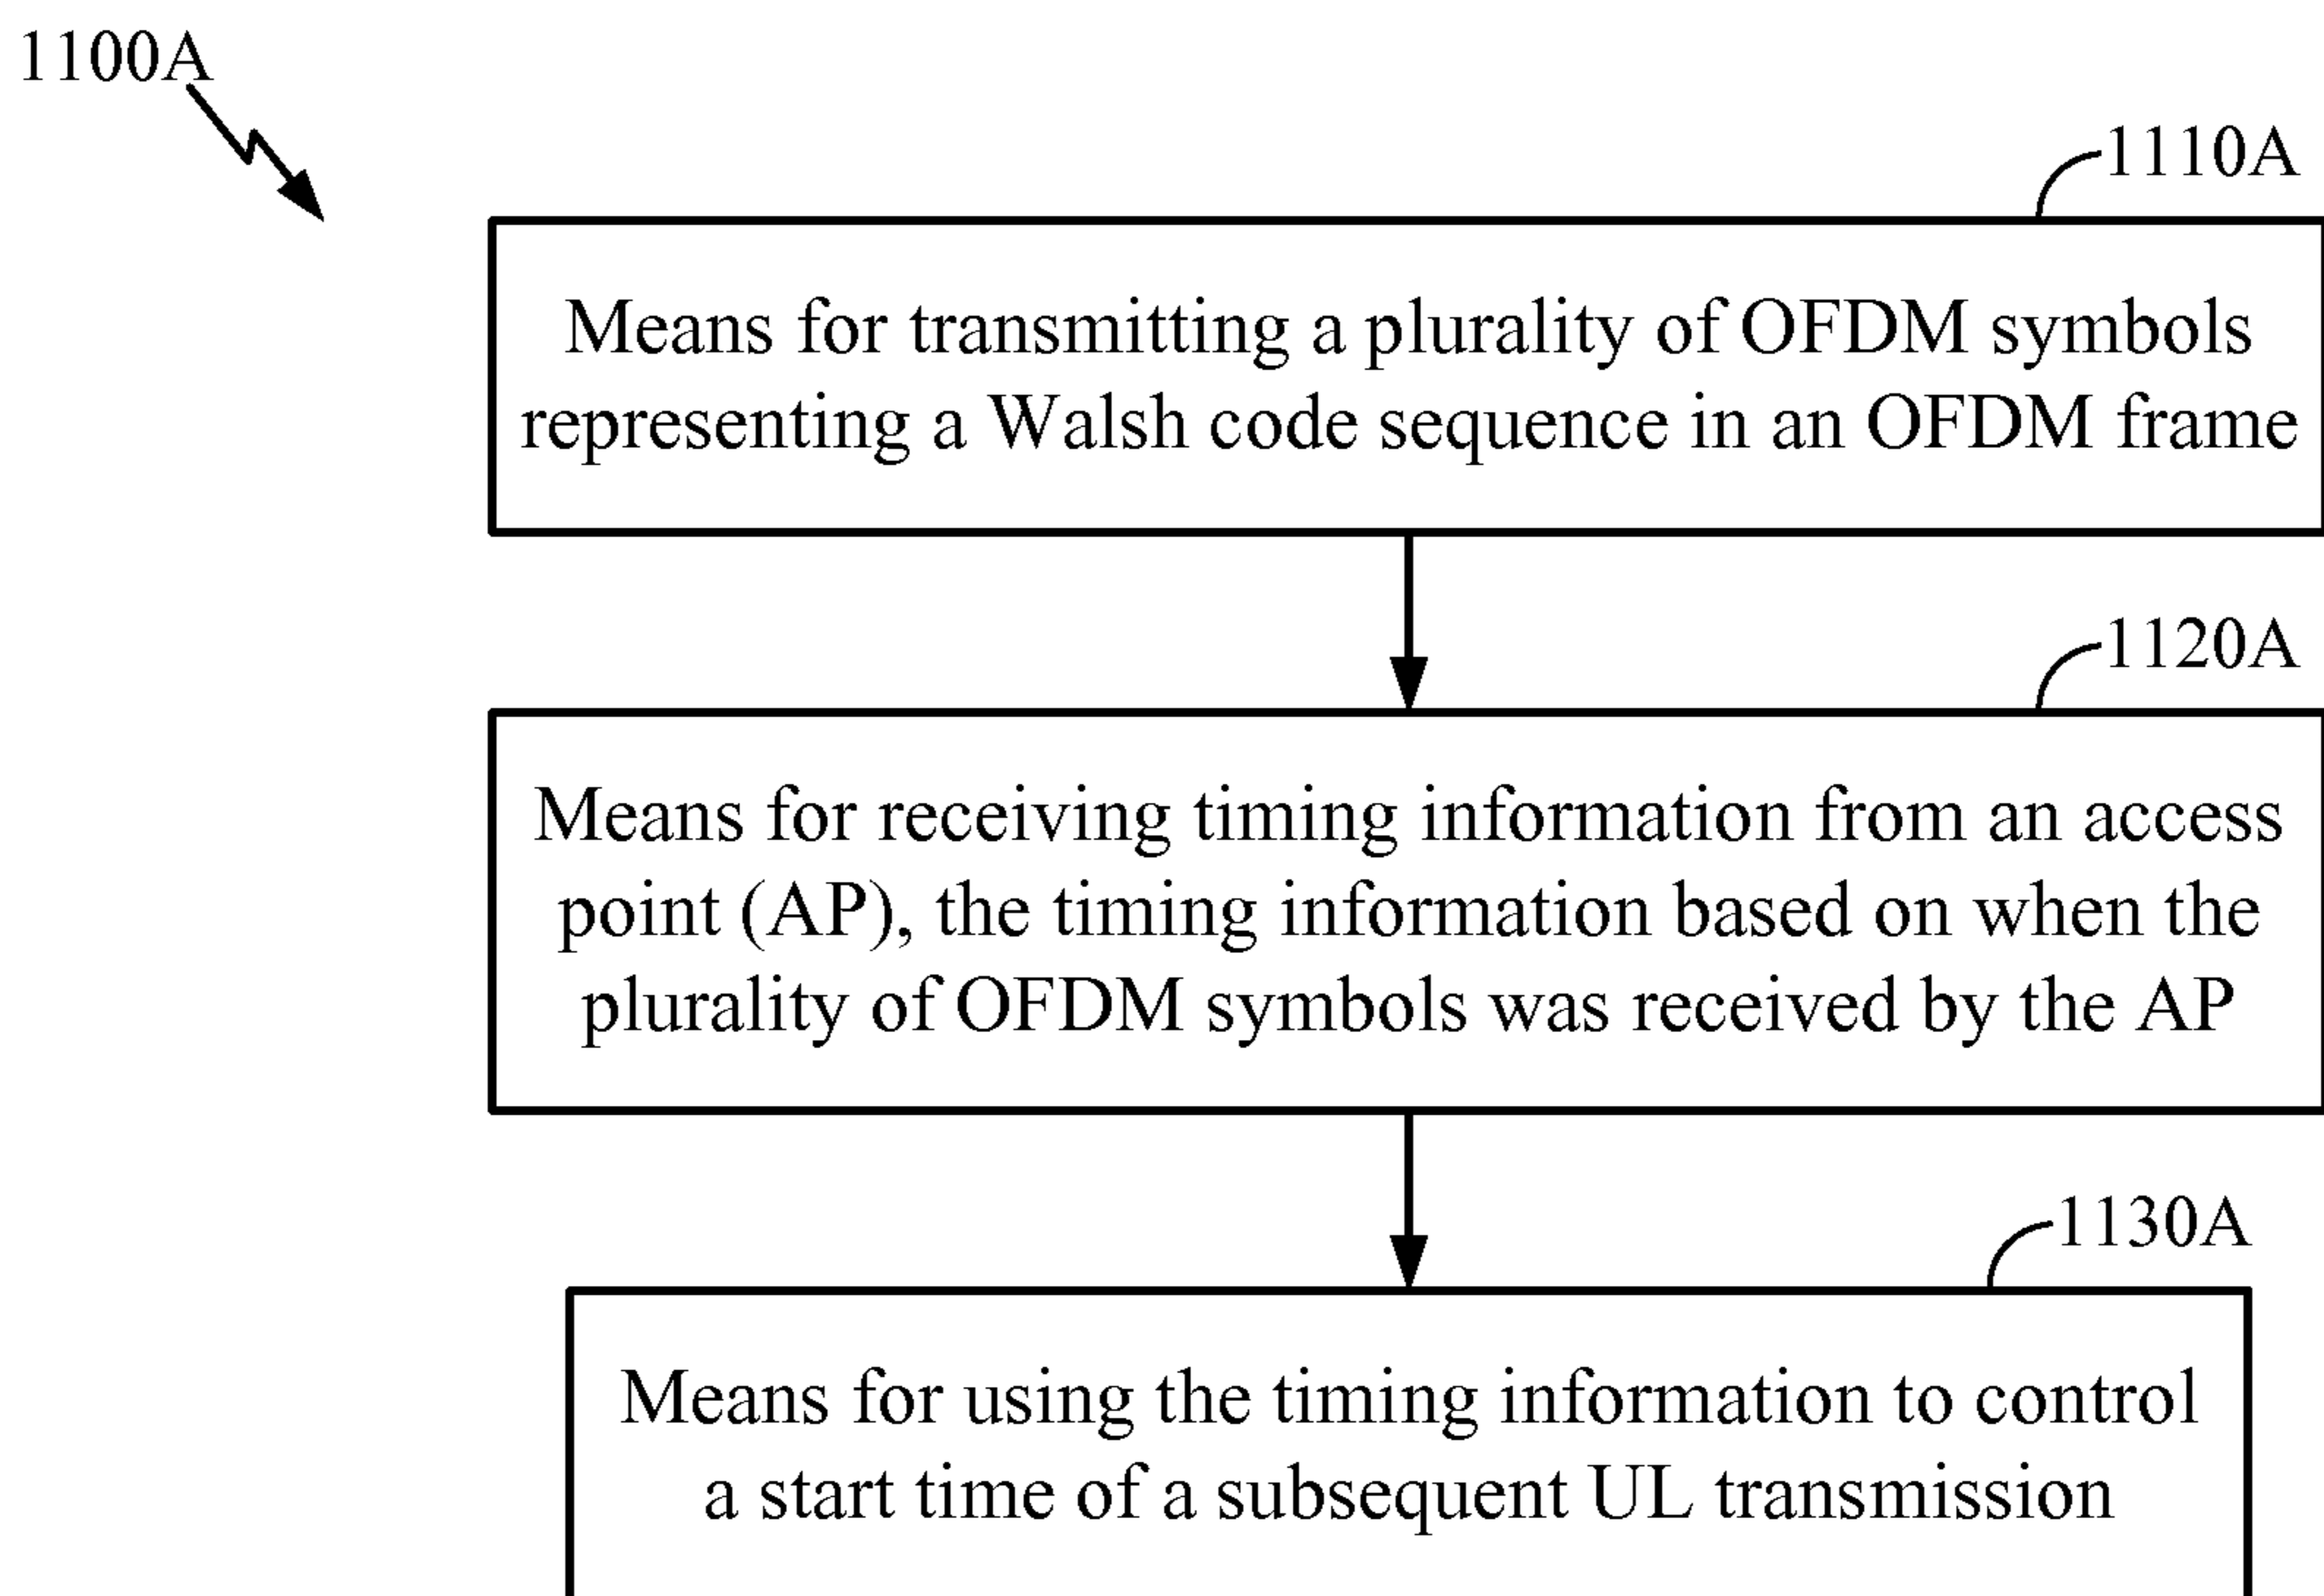 1100A
1110A
Means for transmitting a plurality of OFDM symbols
representing a Walsh code sequence in an OFDM frame
1120A
Means for receiving timing information from an access
point (AP), the timing information based on when the
plurality of OFDM symbols was received by the AP
1130A
Means for using the timing information to control
a start time of a subsequent UL transmission